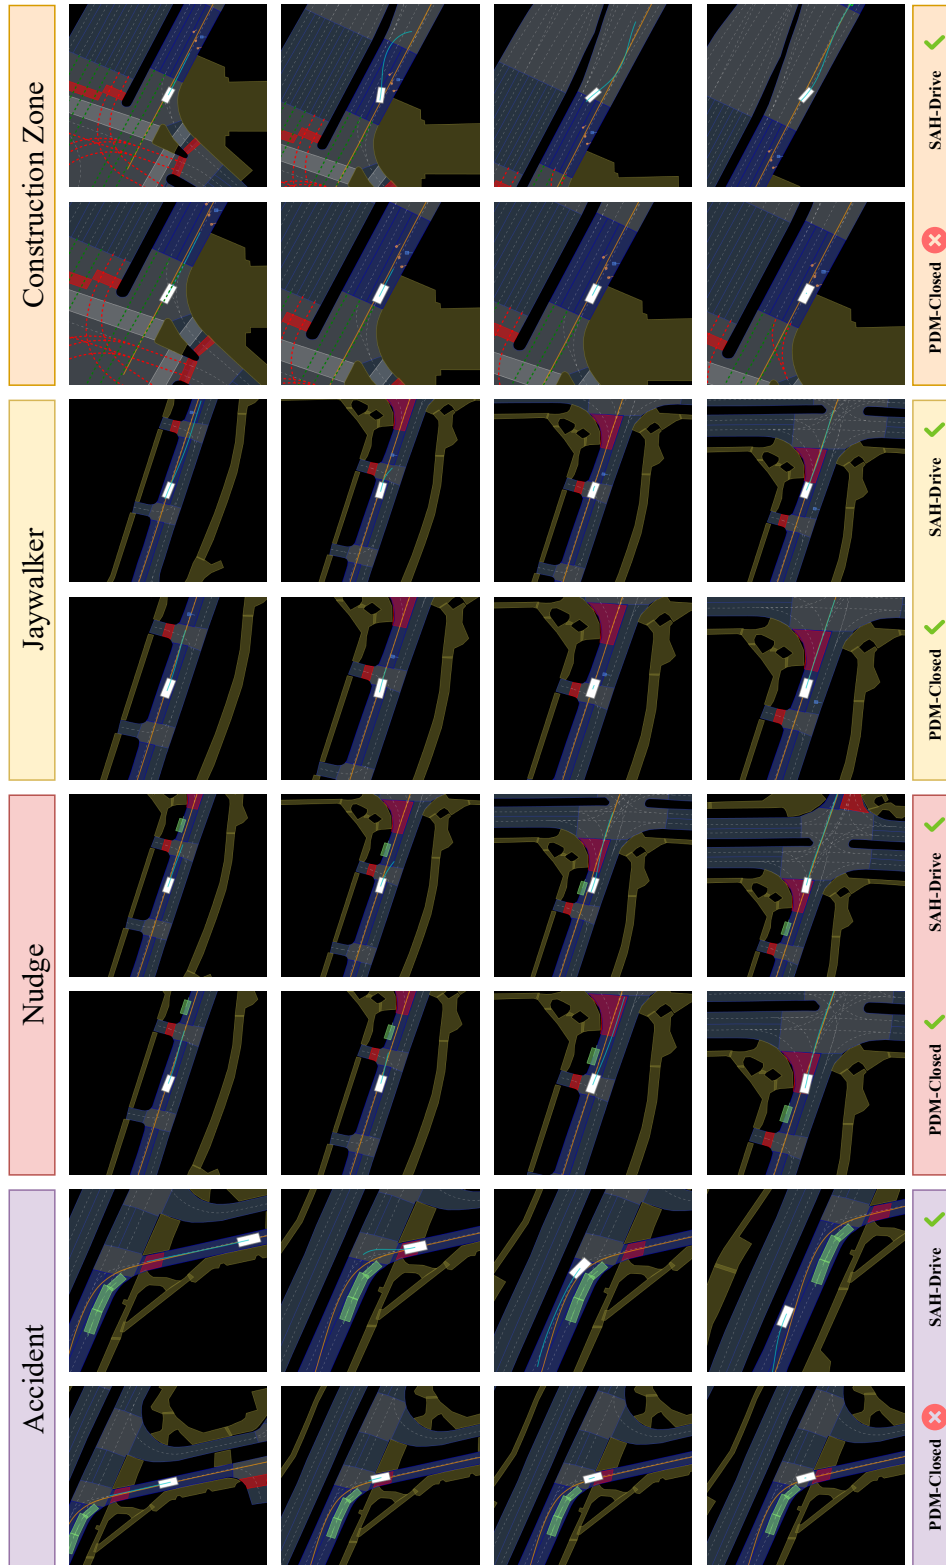 Construction Zone
SAH-Drive
PDM-Closed
Jaywalker
SAH-Drive
PDM-Closed
Nudge
SAH-Drive
PDM-Closed
Accident
SAH-Drive
PDM-Closed